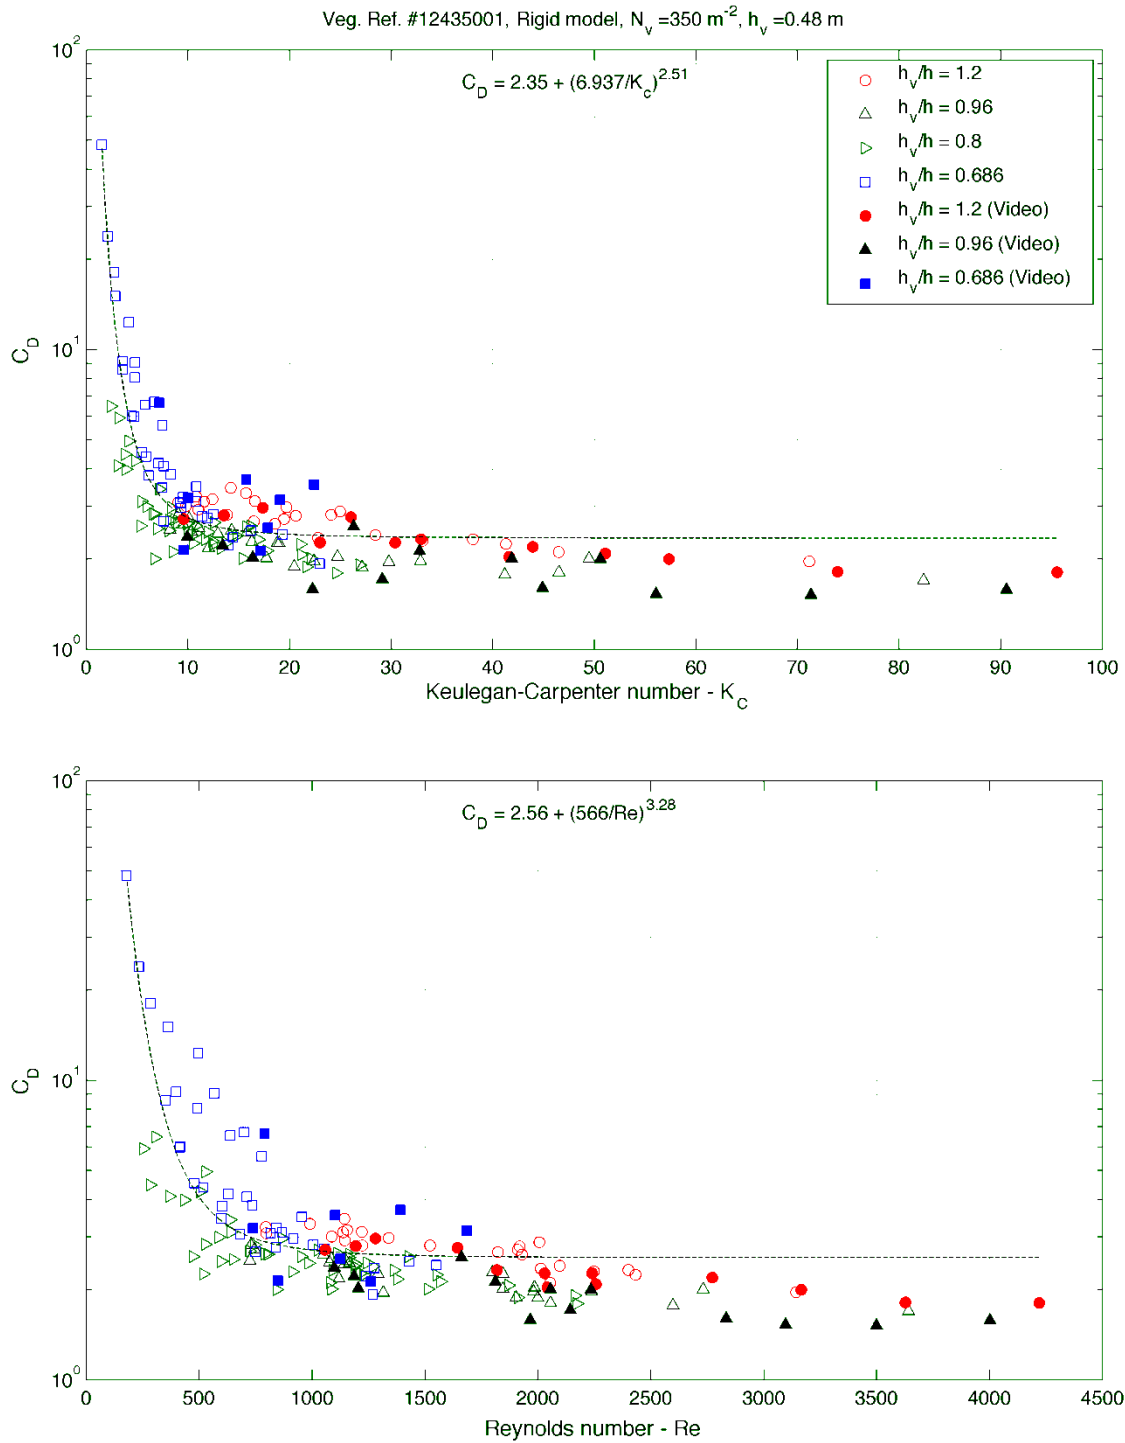 Veg. Ref. #12435001, Rigid model, N_v =350 m^-2, h_v =0.48 m
10^2
C_D = 2.35 + (6.937/K_c)^2.51
h_v/h = 1.2
h_v/h = 0.96
h_v/h = 0.8
h_v/h = 0.686
h_v/h = 1.2 (Video)
h_v/h = 0.96 (Video)
h_v/h = 0.686 (Video)
10^1
C_D
10^0
0 10 20 30 40 50 60 70 80 90 100
Keulegan-Carpenter number - K_C
10^2
C_D = 2.56 + (566/Re)^3.28
10^1
C_D
10^0
0 500 1000 1500 2000 2500 3000 3500 4000 4500
Reynolds number - Re